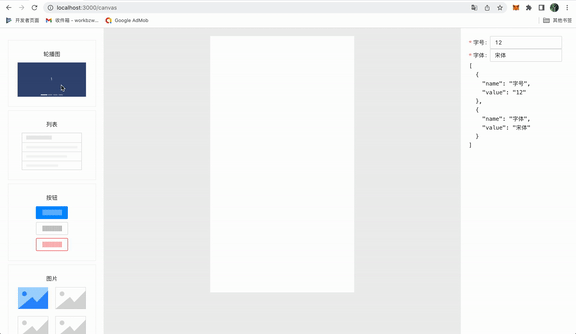 localhost:3000/canvas
开发者页面
收件箱 - workbzw...
Google AdMob
其他书签
轮播图
列表
按钮
图片
* 字号: 12
* 字体: 宋体
[
{
"name": "字号",
"value": "12"
},
{
"name": "字体",
"value": "宋体"
}
]